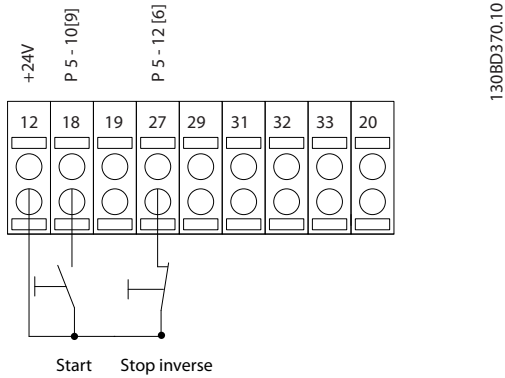 +24V
P 5 - 10[9]
P 5 - 12 [6]
130BD370.10
12 18 19 27 29 31 32 33 20
Start Stop inverse